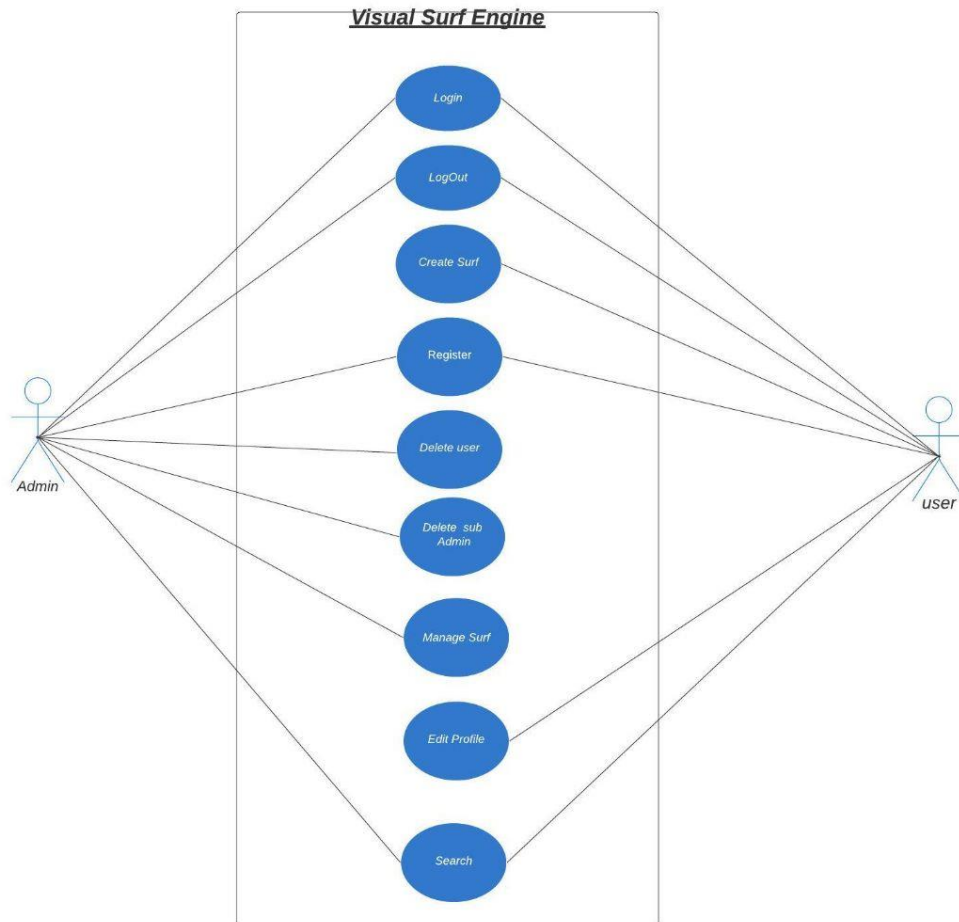 Visual Surf Engine
Login
LogOut
Create Surf
Register
Delete user
Delete sub
Admin
Manage Surf
Edit Profile
Search
Admin
user